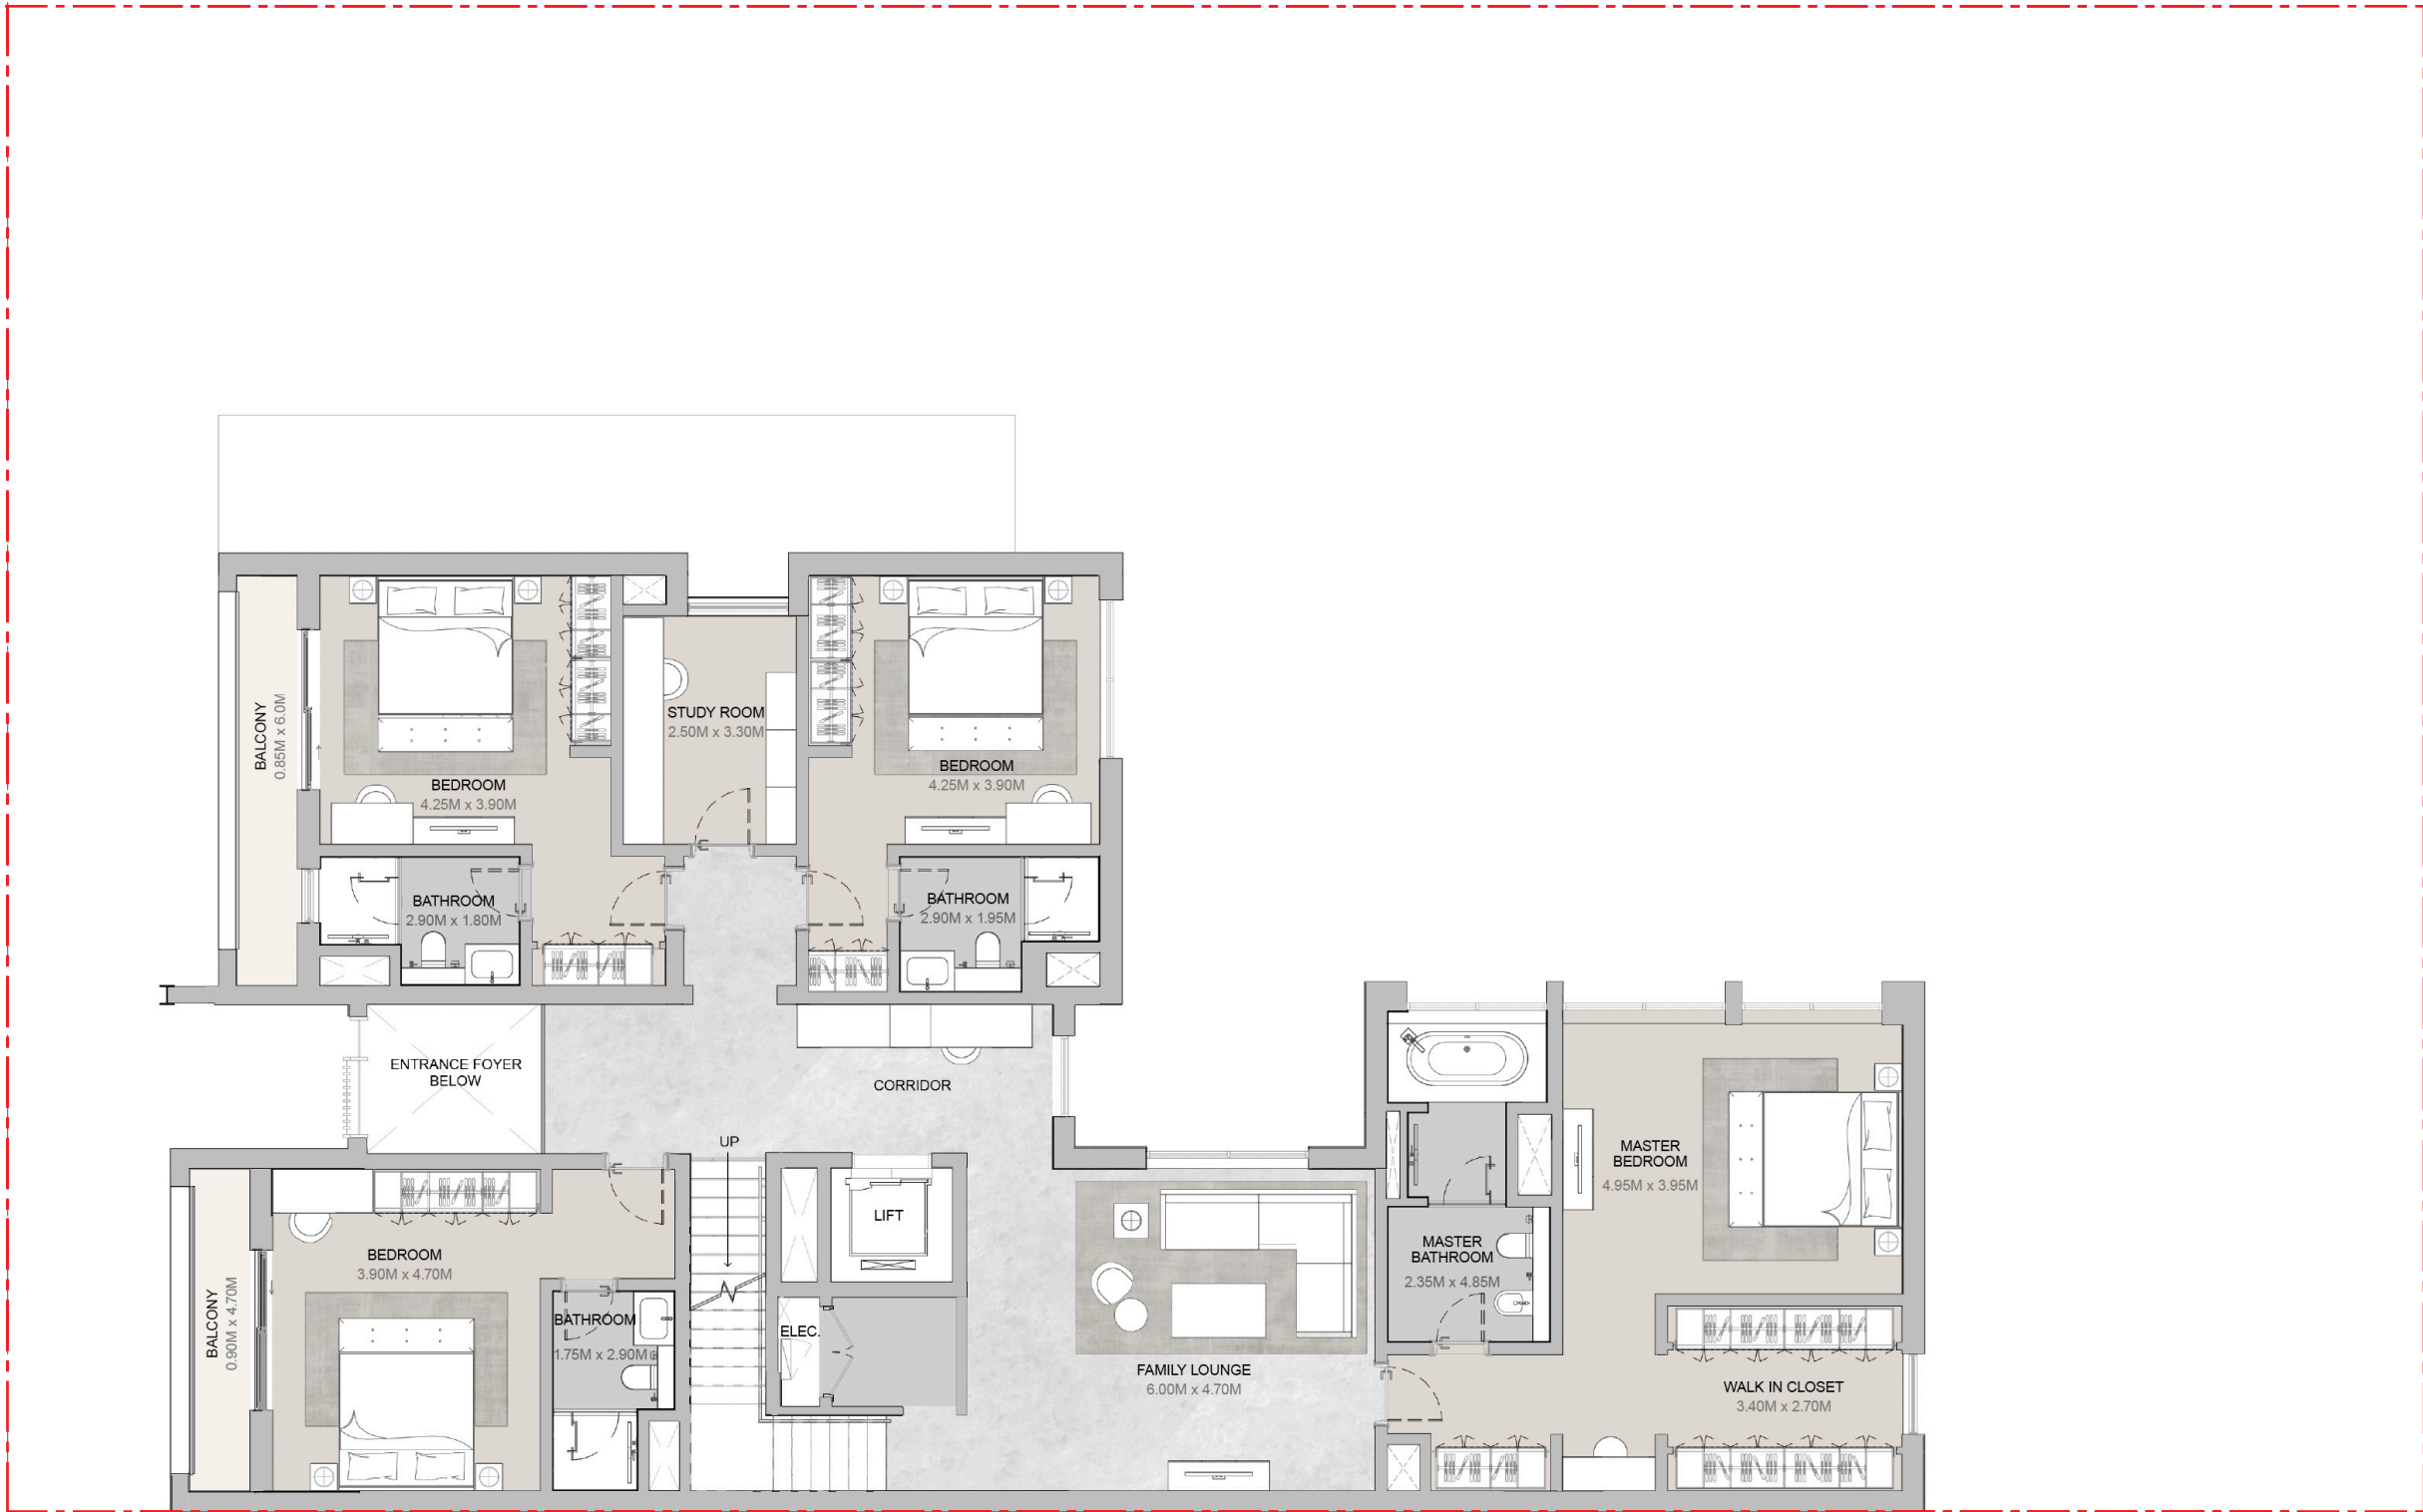 BALCONY
0.85M x 6.0M
BEDROOM
4.25M x 3.90M
STUDY ROOM
2.50M x 3.30M
BEDROOM
4.25M x 3.90M
BATHROOM
2.90M x 1.80M
BATHROOM
2.90M x 1.95M
ENTRANCE FOYER
BELOW
CORRIDOR
UP
LIFT
MASTER
BEDROOM
4.95M x 3.95M
MASTER
BATHROOM
2.35M x 4.85M
BEDROOM
3.90M x 4.70M
BALCONY
0.90M x 4.70M
BATHROOM
1.75M x 2.90M
ELEC.
FAMILY LOUNGE
6.00M x 4.70M
WALK IN CLOSET
3.40M x 2.70M